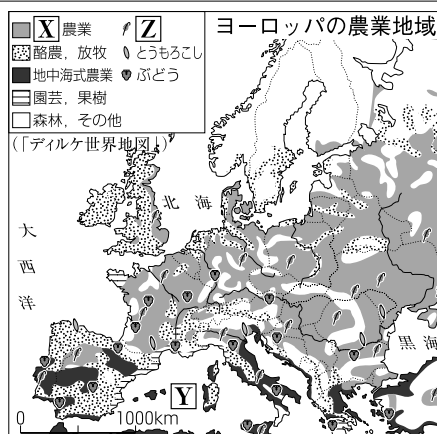 ヨーロッパの農業地域
X 農業 Z
酪農，放牧 とうもろこし
地中海式農業 ぶどう
園芸，果樹
森林，その他
(「ディルケ世界地図」)
北海
大西洋
黒海
Y
0 1000km